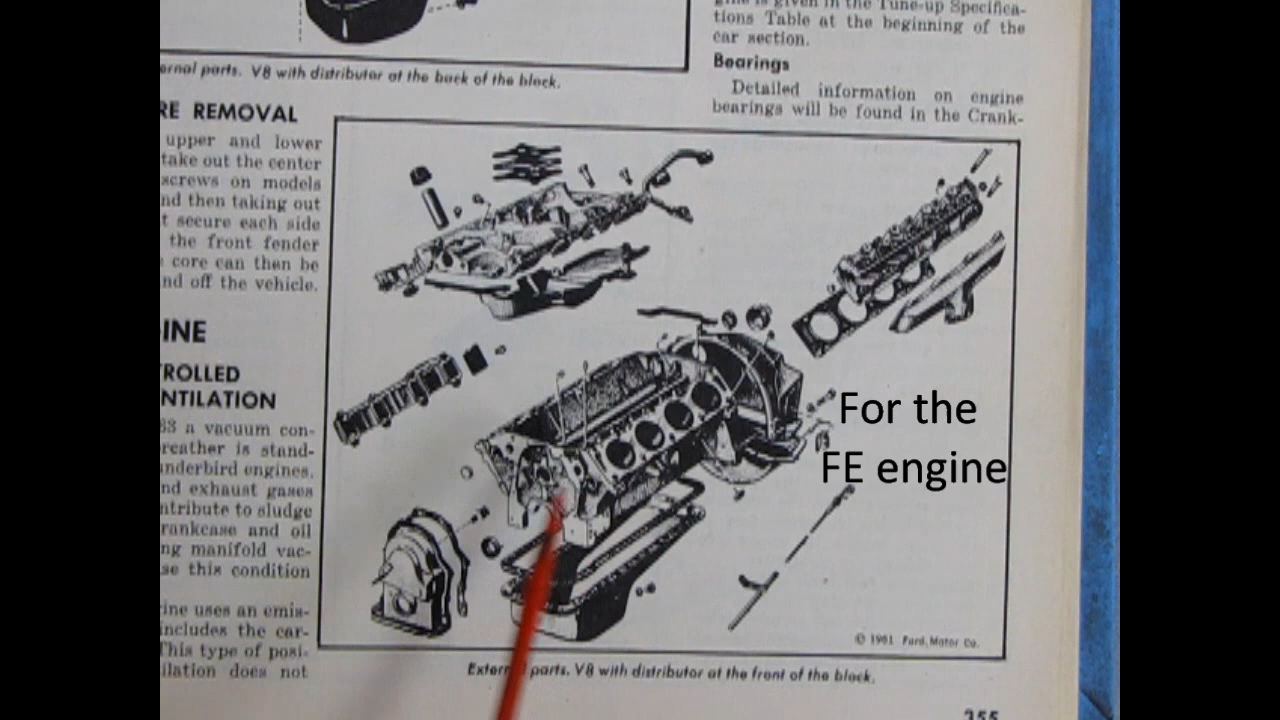 ernal parts. V8 with distributor at the back of the block.
RE REMOVAL
upper and lower
take out the center
screws on models
nd then taking out
t secure each side
the front fender
core can then be
nd off the vehicle.
INE
TROLLED
ENTILATION
63 a vacuum con-
reather is stand-
underbird engines.
nd exhaust gases
ntribute to sludge
rankcase and oil
ng manifold vac-
se this condition
ine uses an emis-
includes the car-
This type of posi-
ilation does not
gine is given in the Tune-up Specifica-
tions Table at the beginning of the
car section.
Bearings
Detailed information on engine
bearings will be found in the Crank-
For the
FE engine
© 1961 Ford Motor Co.
External parts. V8 with distributor at the front of the block.
355